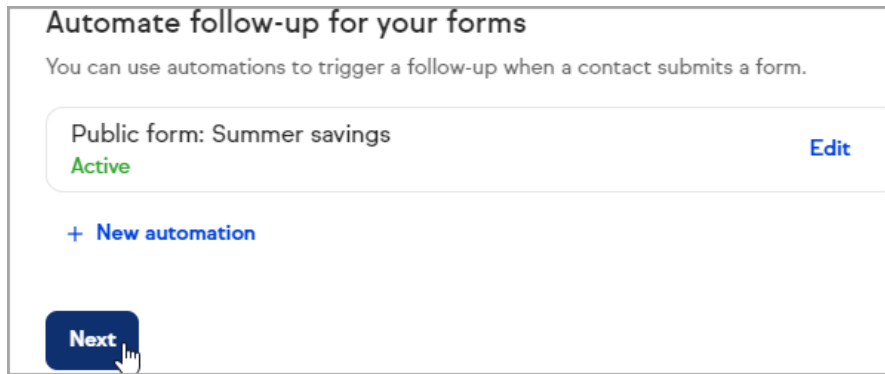 Automate follow-up for your forms
You can use automations to trigger a follow-up when a contact submits a form.
Public form: Summer savings
Edit
Active
+ New automation
Next